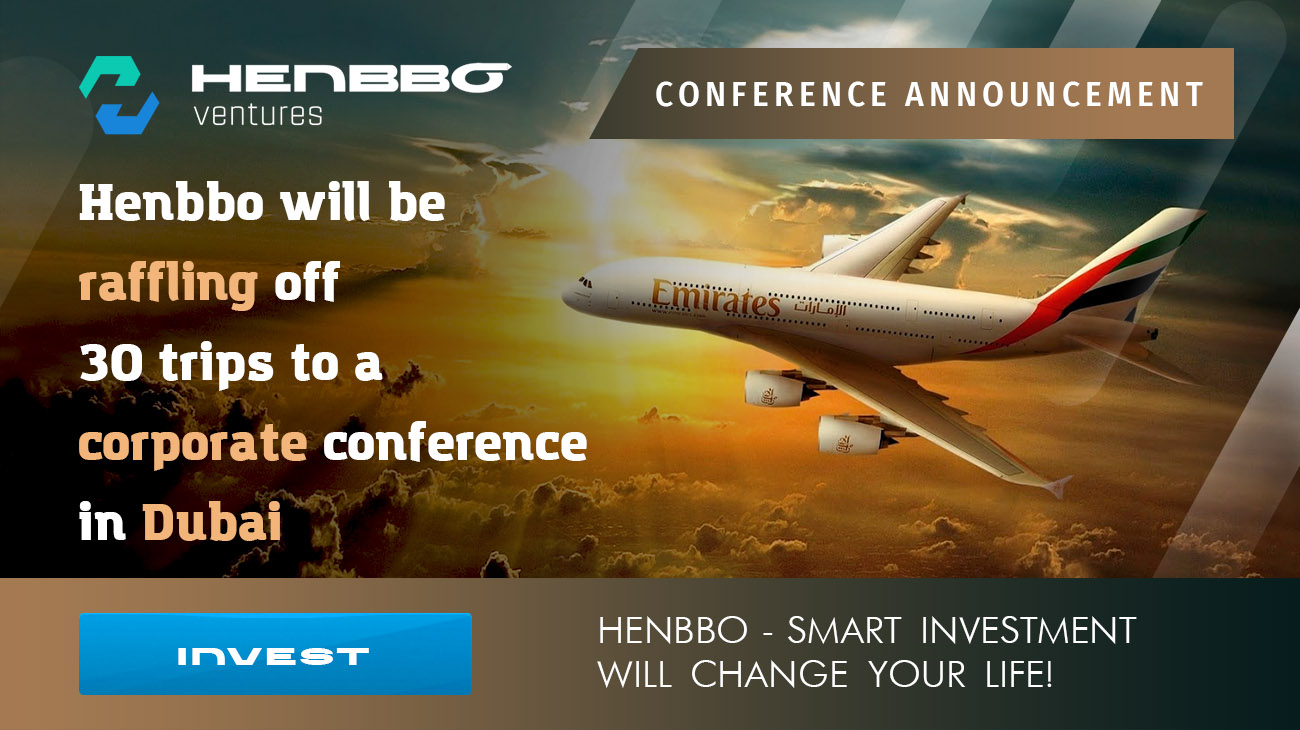 HENBBO
ventures
CONFERENCE ANNOUNCEMENT
Henbbo will be
raffling off
30 trips to a
corporate conference
in Dubai
Emirates الإمارات
INVEST
HENBBO - SMART INVESTMENT
WILL CHANGE YOUR LIFE!